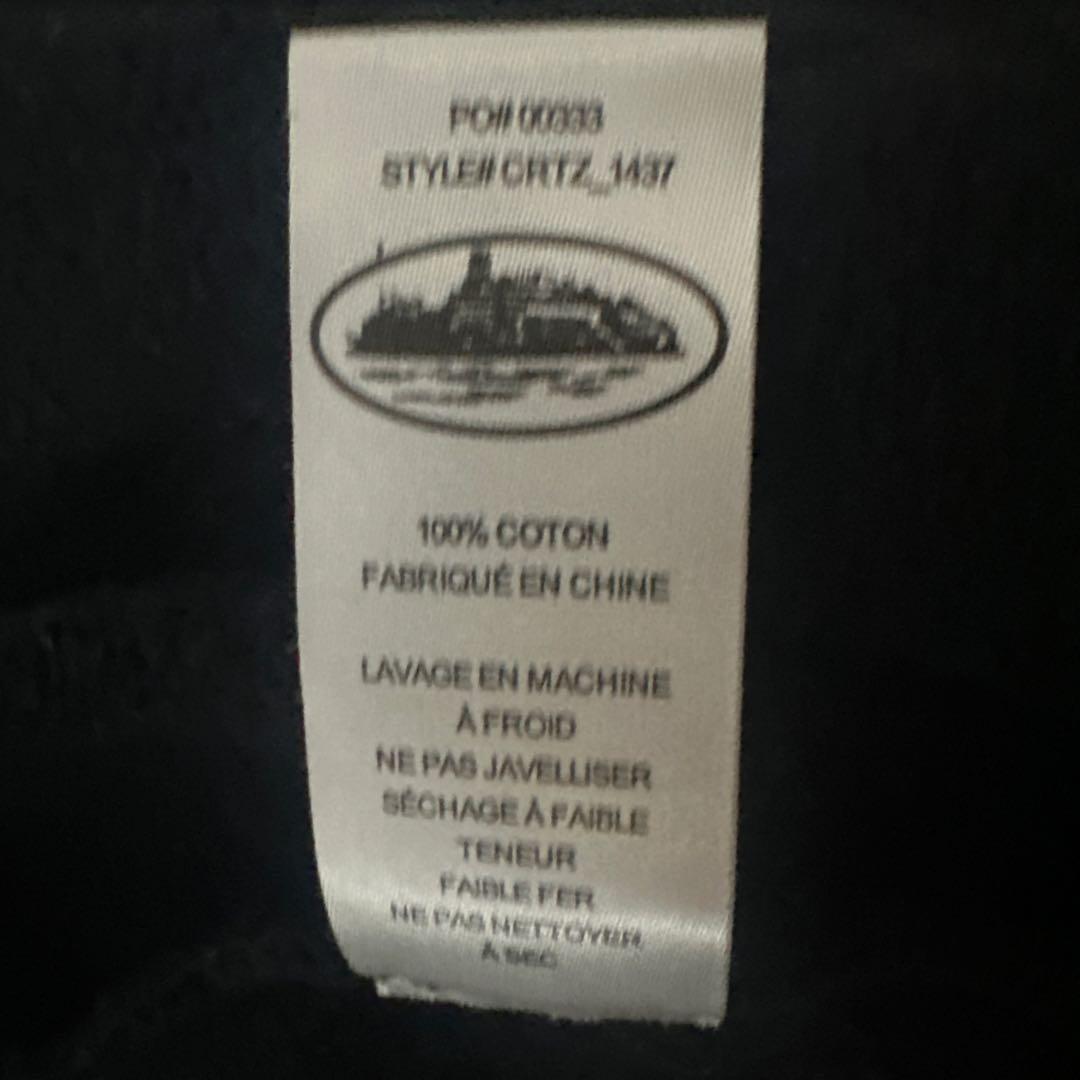 PO# 00333
STYLE# CRTZ_1437
100% COTON
FABRIQUÉ EN CHINE
LAVAGE EN MACHINE
À FROID
NE PAS JAVELLISER
SÉCHAGE À FAIBLE
TENEUR
FAIBLE FER
NE PAS NETTOYER
À SEC